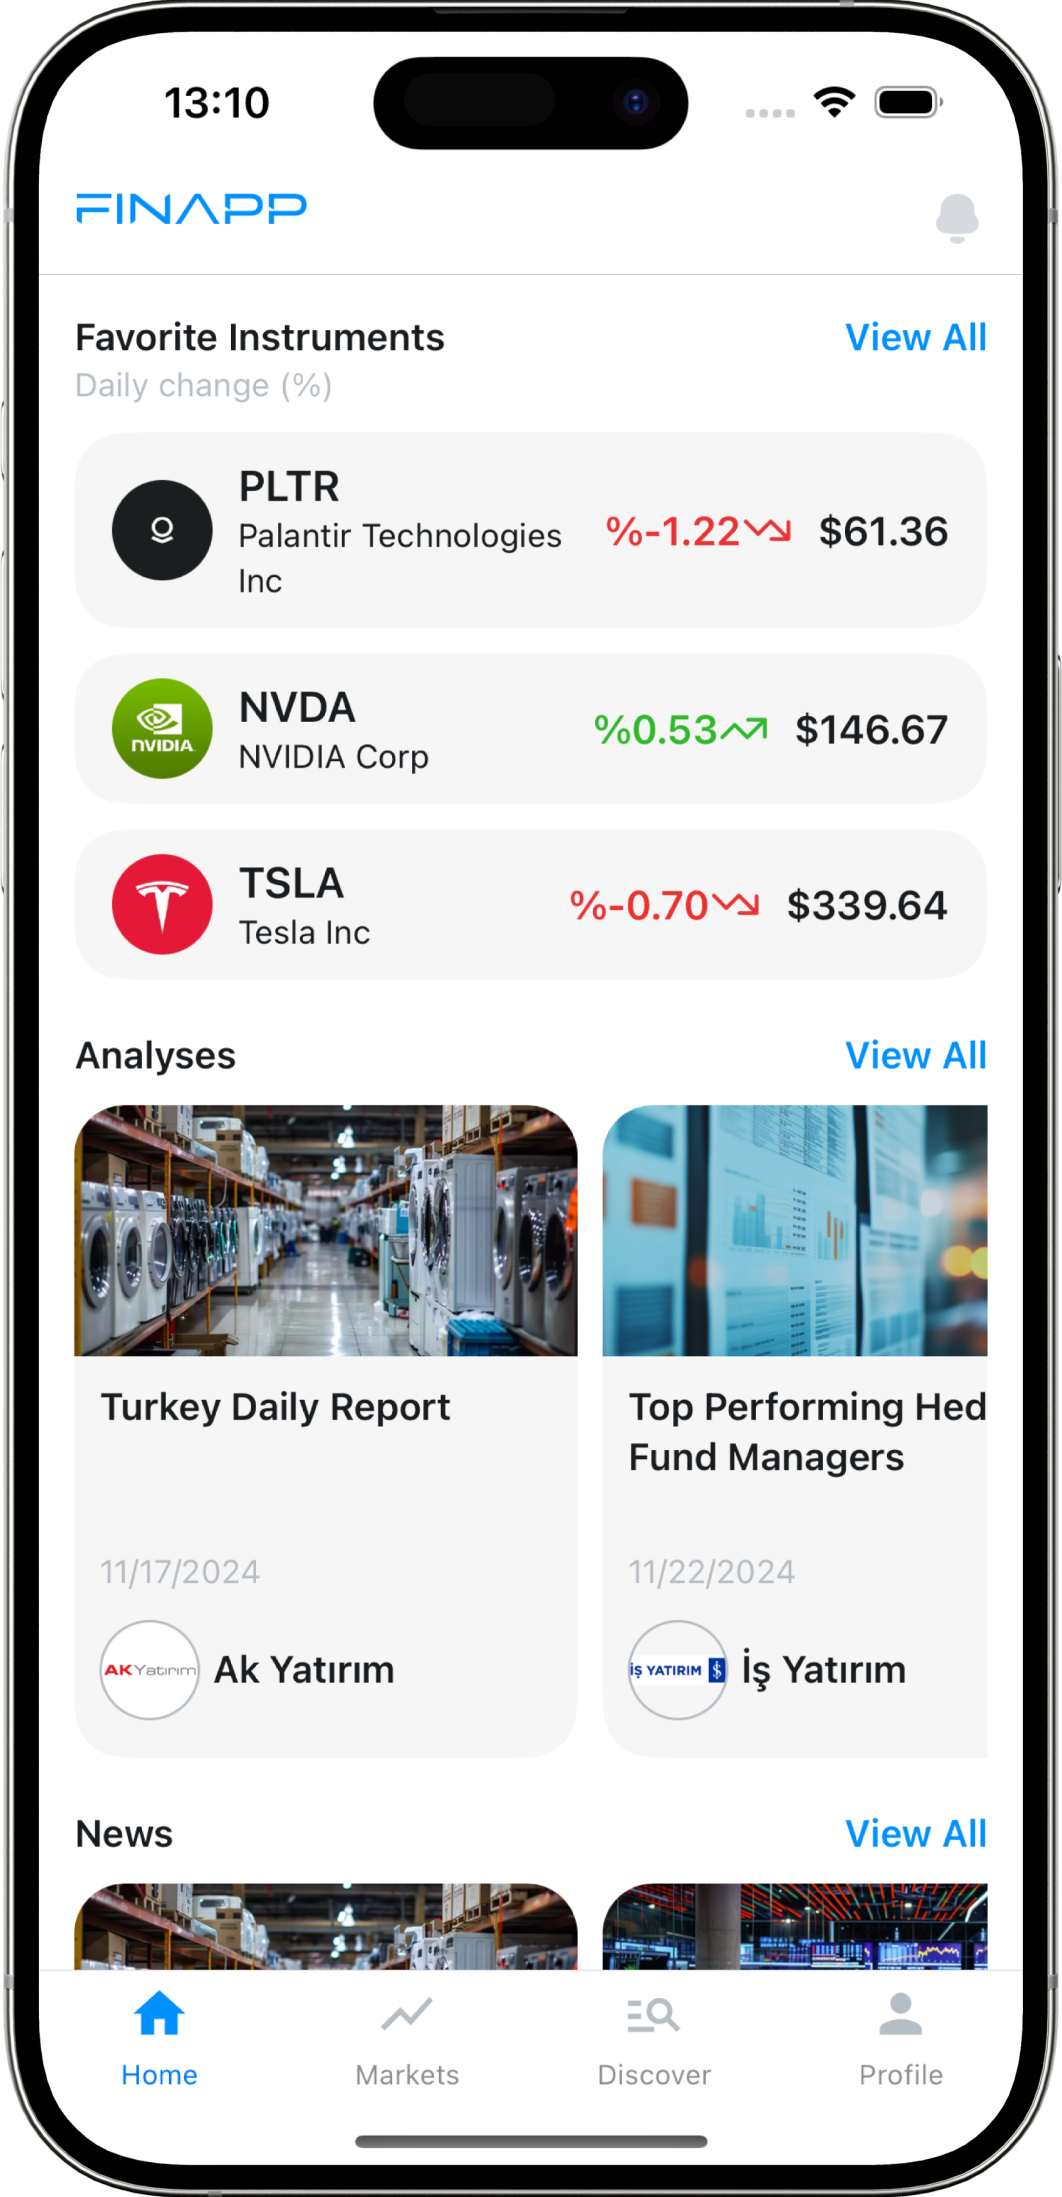 13:10
FINAPP
Favorite Instruments
View All
Daily change (%)
PLTR
Palantir Technologies
Inc
%-1.22
$61.36
NVIDIA
NVDA
NVIDIA Corp
%0.53
$146.67
TSLA
Tesla Inc
%-0.70
$339.64
Analyses
View All
Turkey Daily Report
11/17/2024
AKYatırım
Ak Yatırım
Top Performing Hed
Fund Managers
11/22/2024
İŞ YATIRIM
İş Yatırım
News
View All
Home
Markets
Discover
Profile